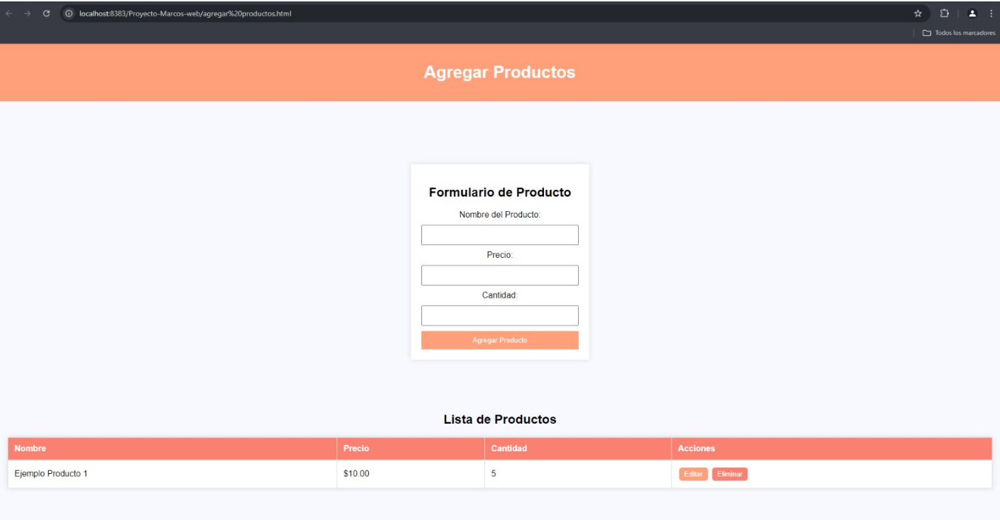 localhost:8383/Proyecto-Marcos-web/agregar%20productos.html
Todos los marcadores
Agregar Productos
Formulario de Producto
Nombre del Producto:
Precio:
Cantidad:
Agregar Producto
Lista de Productos
Nombre Precio Cantidad Acciones
Ejemplo Producto 1 $10.00 5 Editar Eliminar